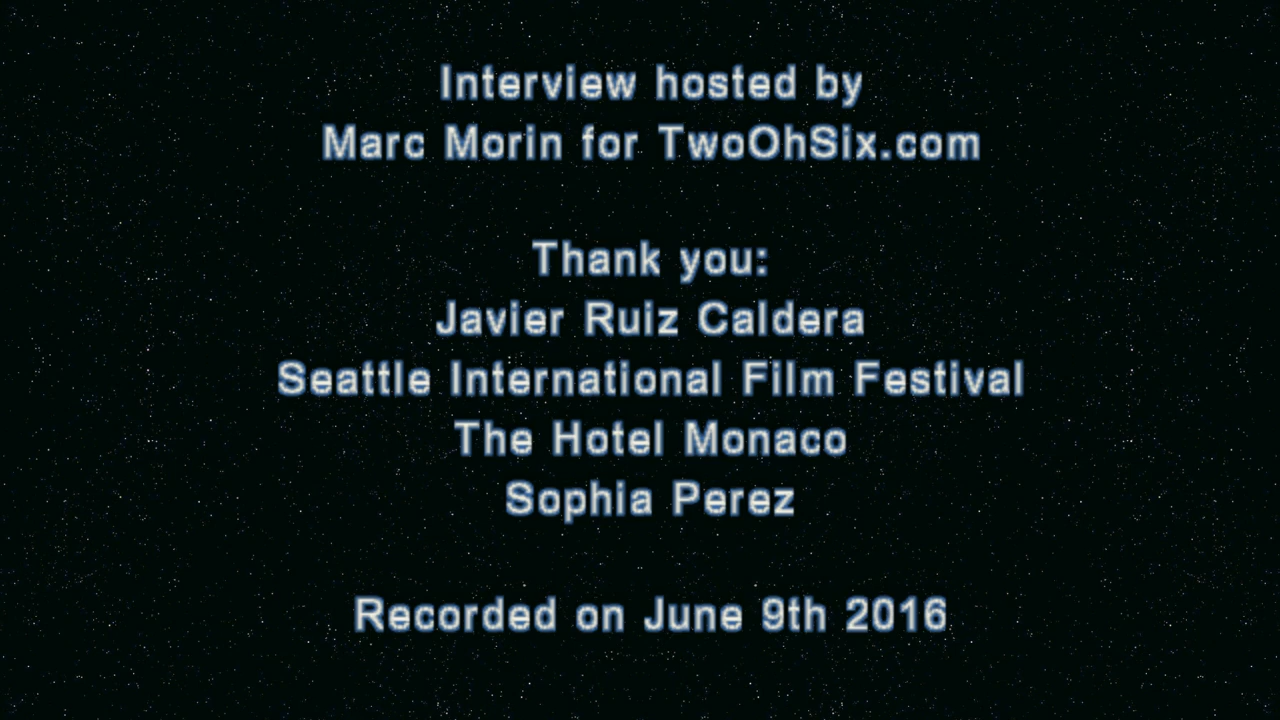 Interview hosted by
Marc Morin for TwoOhSix.com
Thank you:
Javier Ruiz Caldera
Seattle International Film Festival
The Hotel Monaco
Sophia Perez
Recorded on June 9th 2016